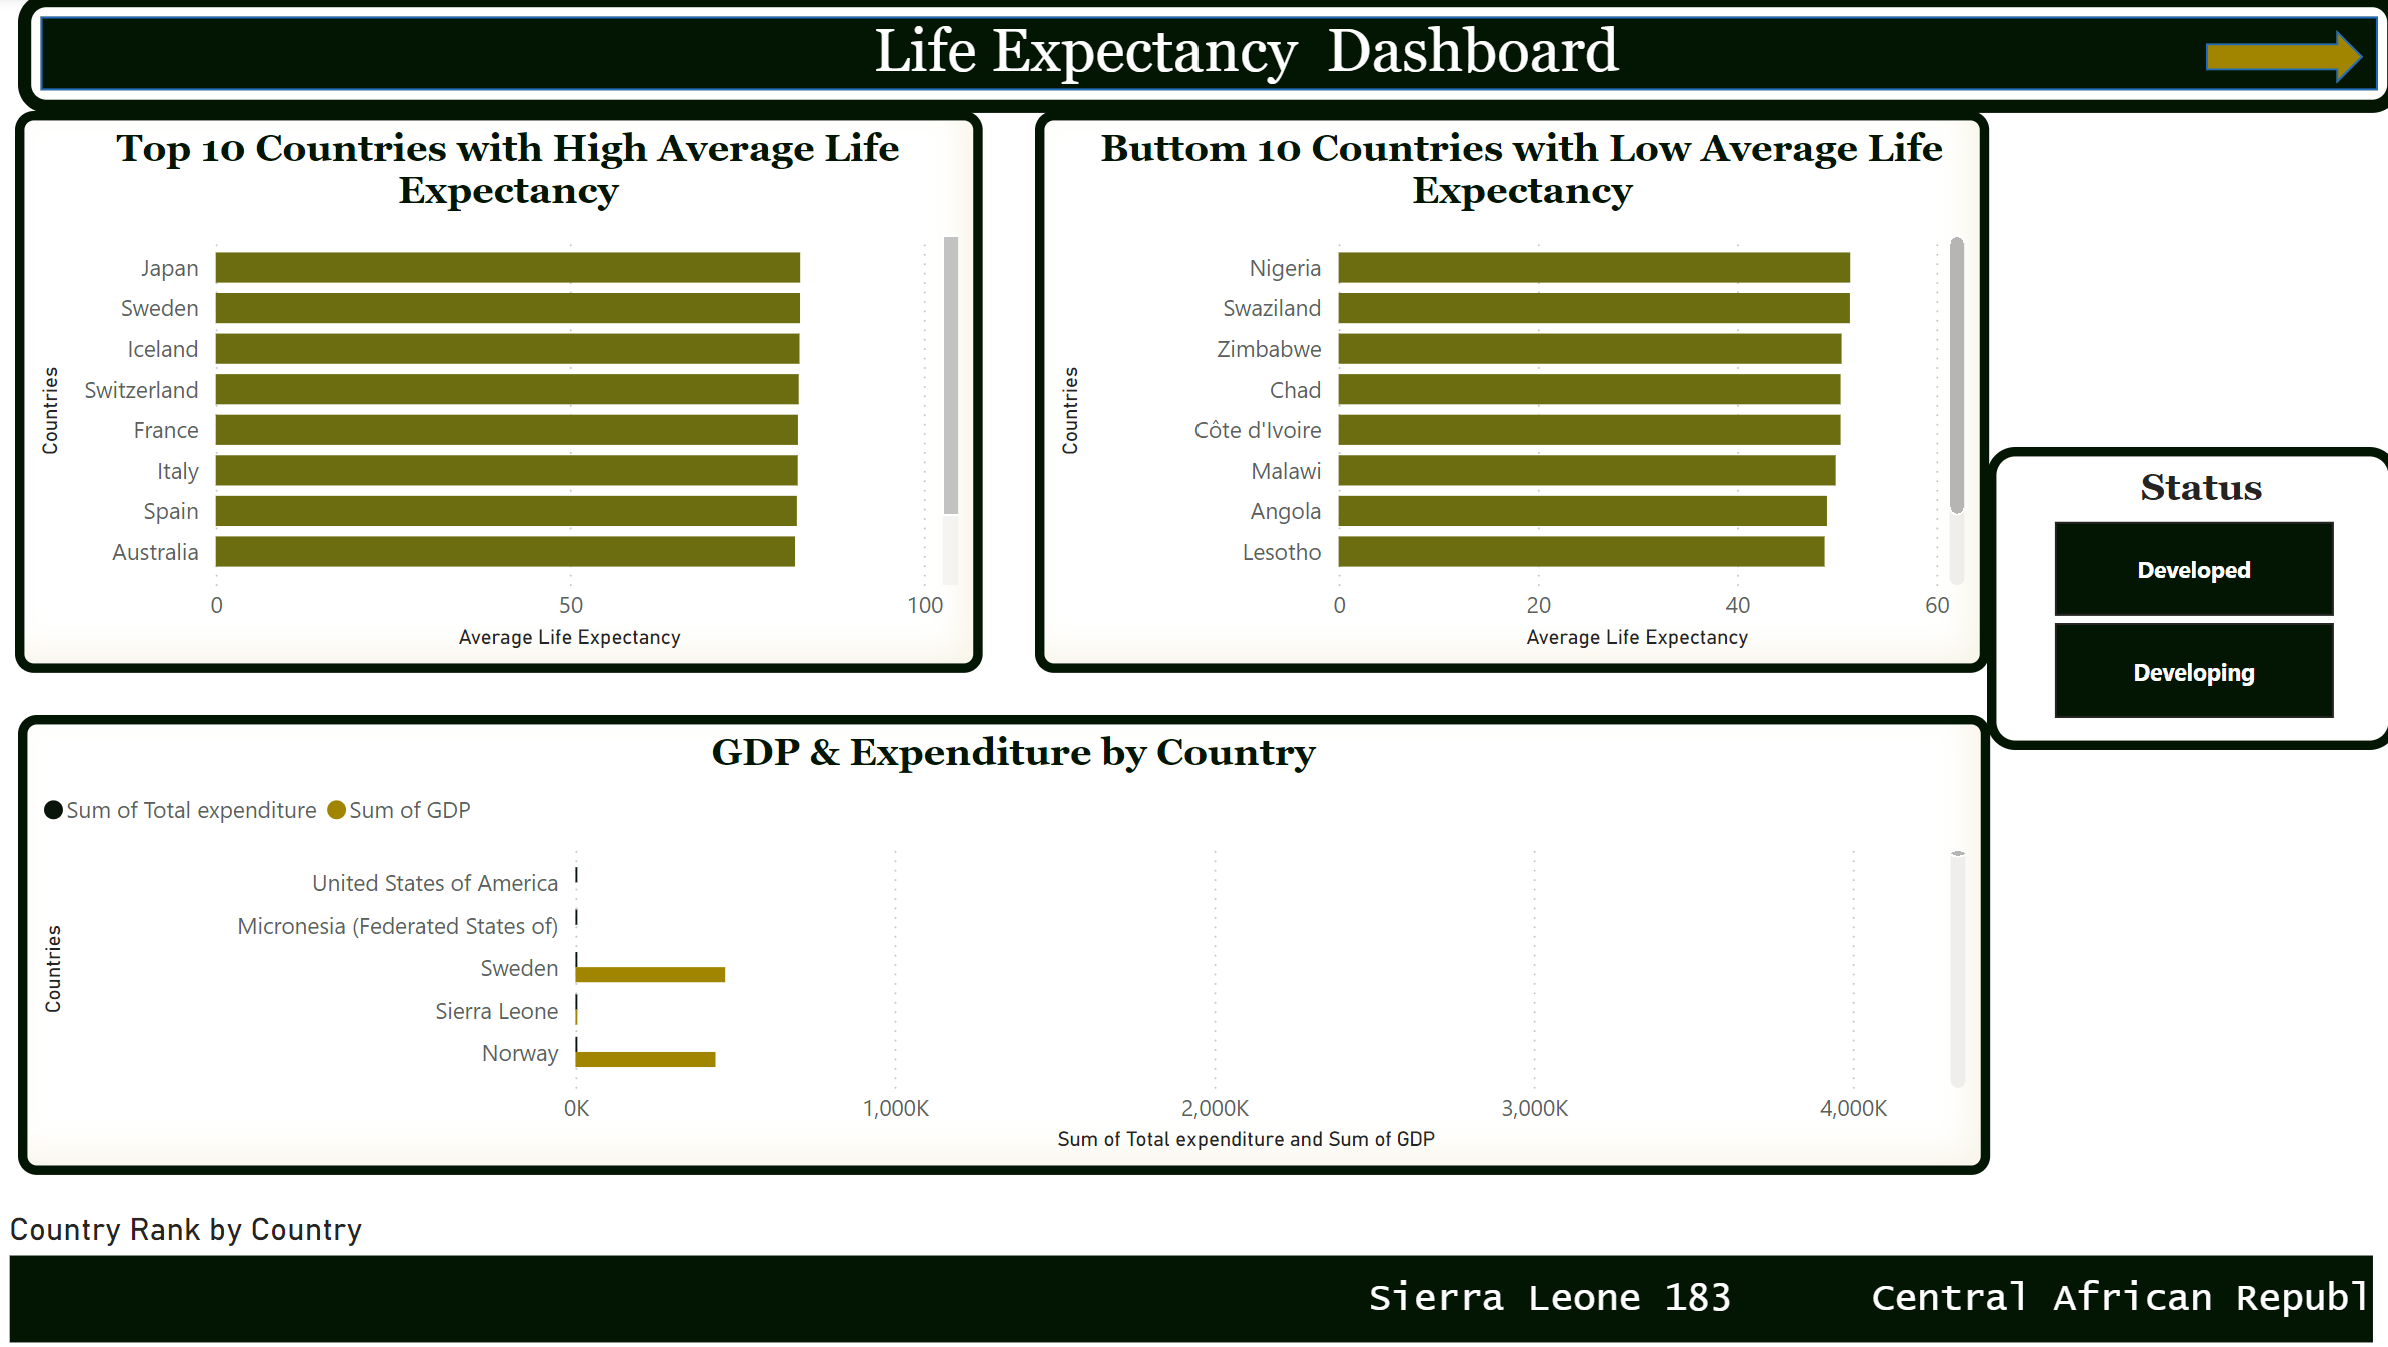 Life Expectancy Dashboard
Top 10 Countries with High Average Life
Expectancy
Countries
Japan
Sweden
Iceland
Switzerland
France
Italy
Spain
Australia
0 50 100
Average Life Expectancy
Buttom 10 Countries with Low Average Life
Expectancy
Countries
Nigeria
Swaziland
Zimbabwe
Chad
Côte d'Ivoire
Malawi
Angola
Lesotho
0 20 40 60
Average Life Expectancy
Status
Developed
Developing
GDP & Expenditure by Country
Sum of Total expenditure Sum of GDP
Countries
United States of America
Micronesia (Federated States of)
Sweden
Sierra Leone
Norway
0K 1,000K 2,000K 3,000K 4,000K
Sum of Total expenditure and Sum of GDP
Country Rank by Country
Sierra Leone 183 Central African Republ